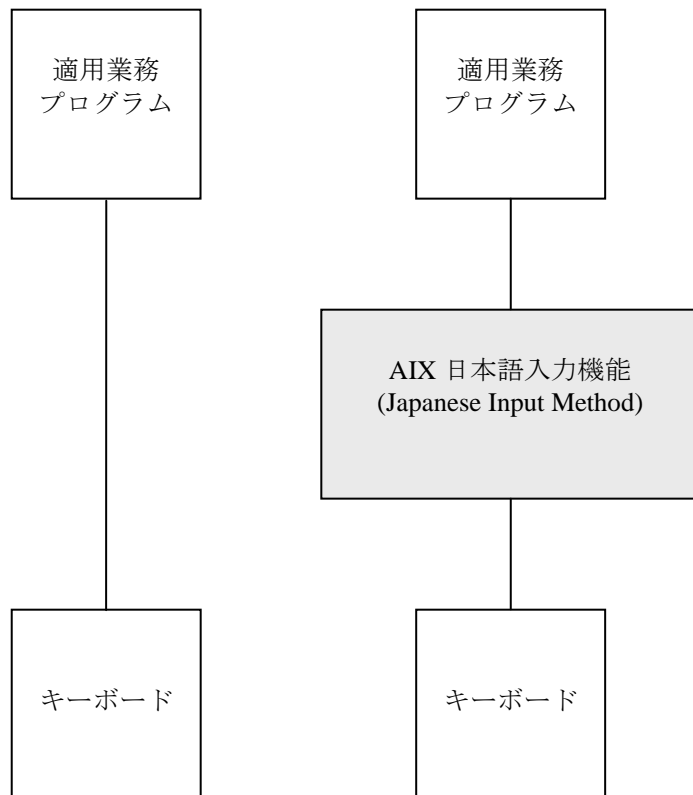 適用業務
プログラム
適用業務
プログラム
AIX 日本語入力機能
(Japanese Input Method)
キーボード
キーボード